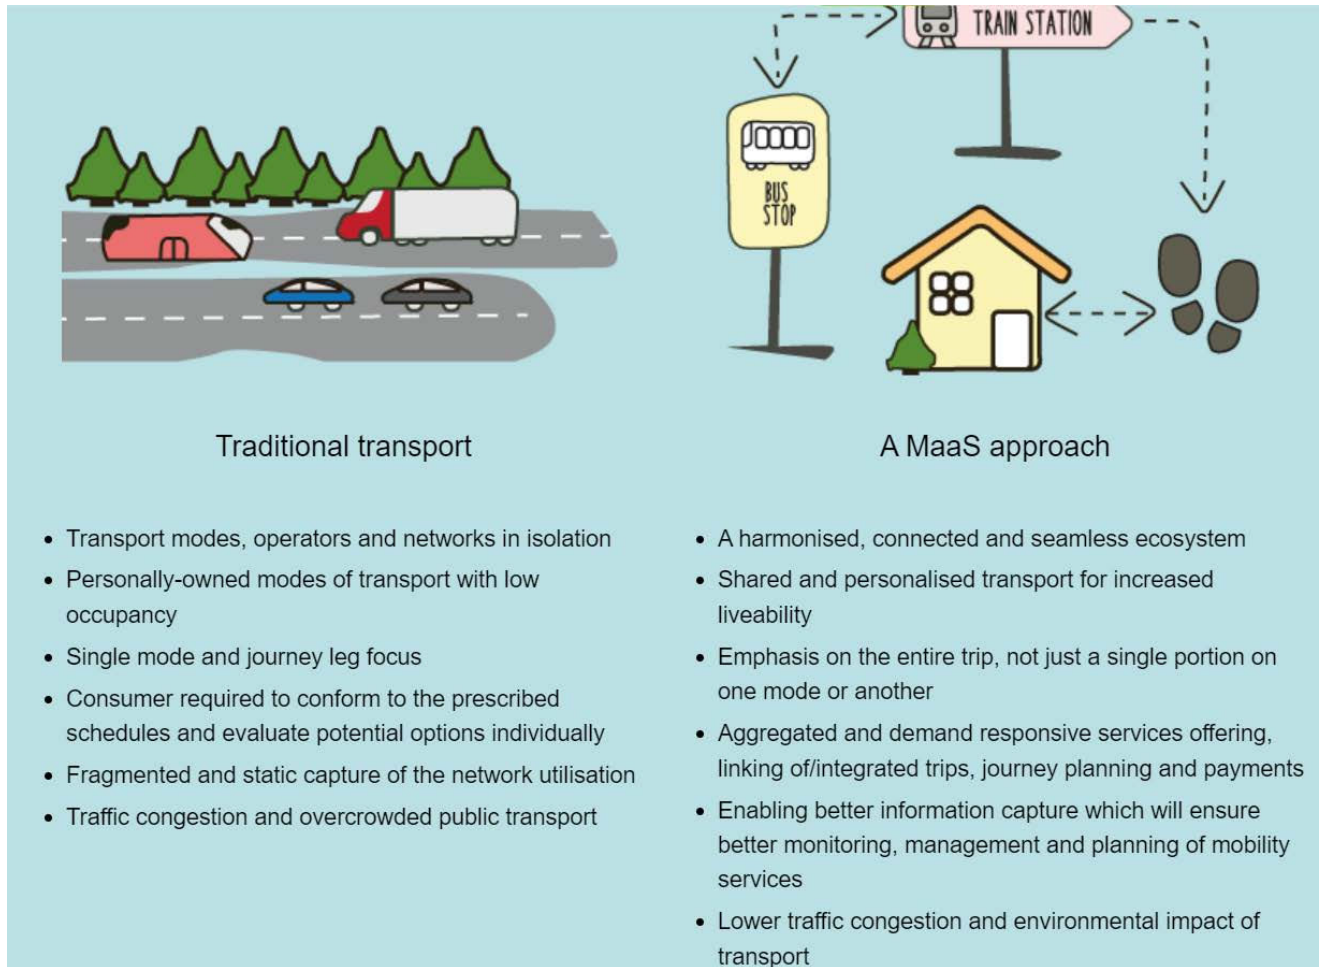 TRAIN STATION
BUS
STOP
Traditional transport
• Transport modes, operators and networks in isolation
• Personally-owned modes of transport with low
occupancy
• Single mode and journey leg focus
• Consumer required to conform to the prescribed
schedules and evaluate potential options individually
• Fragmented and static capture of the network utilisation
• Traffic congestion and overcrowded public transport
A MaaS approach
• A harmonised, connected and seamless ecosystem
• Shared and personalised transport for increased
liveability
• Emphasis on the entire trip, not just a single portion on
one mode or another
• Aggregated and demand responsive services offering,
linking of/integrated trips, journey planning and payments
• Enabling better information capture which will ensure
better monitoring, management and planning of mobility
services
• Lower traffic congestion and environmental impact of
transport